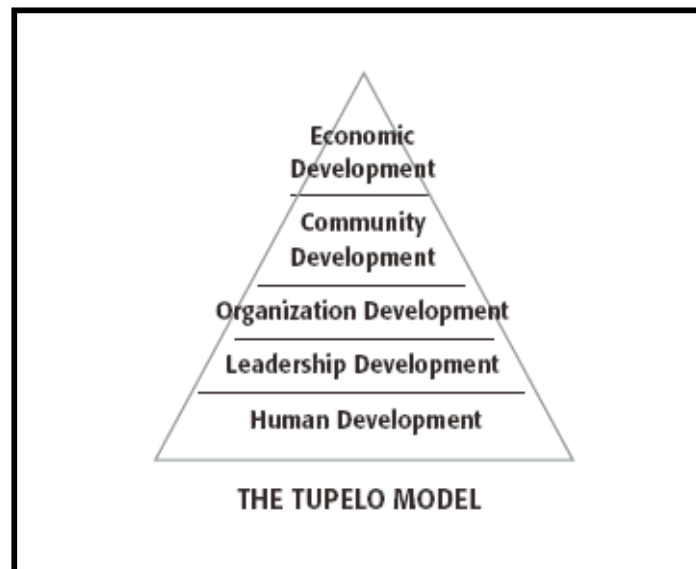 Economic
Development
Community
Development
Organization Development
Leadership Development
Human Development
THE TUPELO MODEL